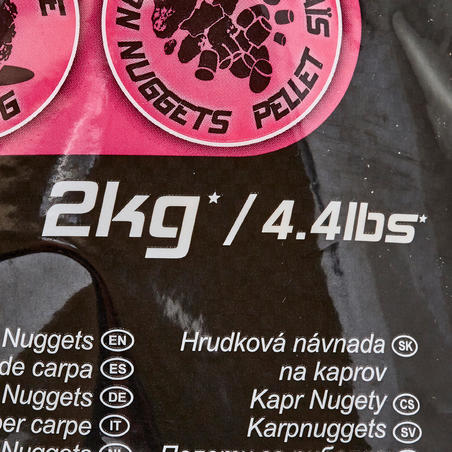 NUGGETS PELLET
2kg* / 4.4lbs*
Nuggets EN
de carpa ES
Nuggets DE
per carpe IT
Nuggets
Hrudková návnada SK
na kaprov
Kapr Nugety CS
Karpnuggets SV